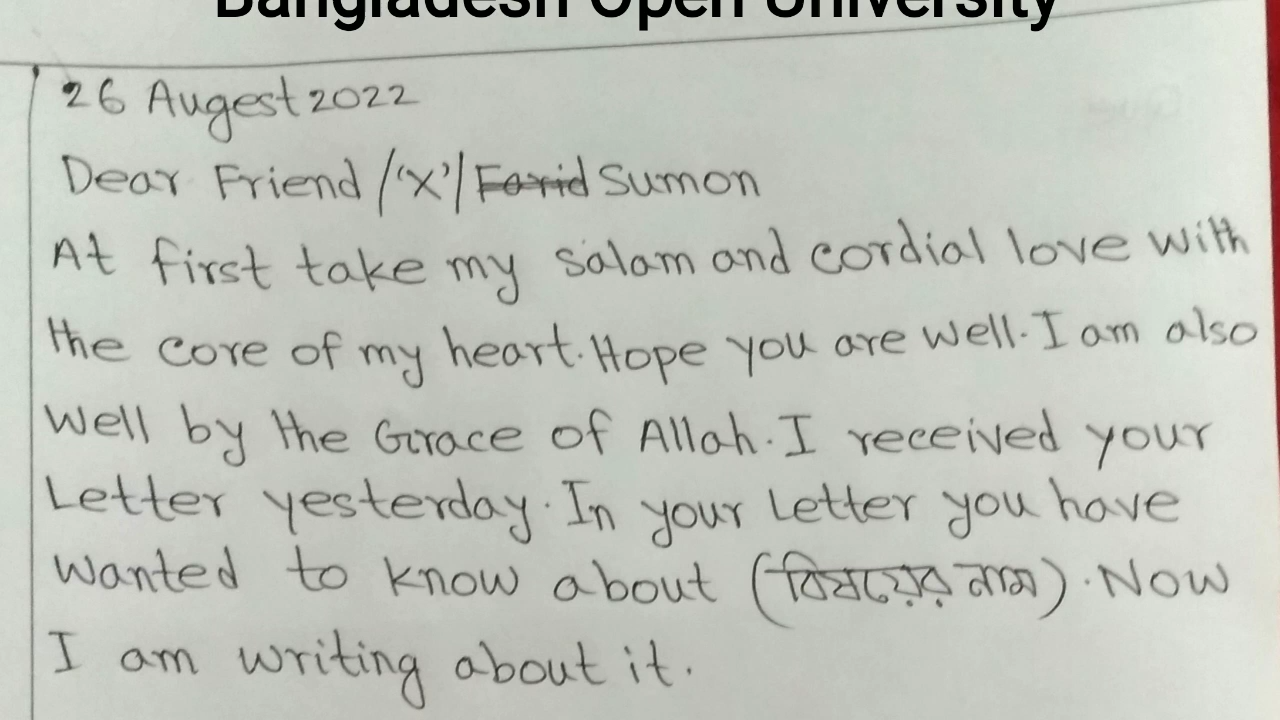 Bangladesh Open University
26 Augest 2022
Dear Friend /'X'/ Farid Sumon
At first take my salam and cordial love with
the core of my heart. Hope you are well. I am also
well by the Grace of Allah. I received your
Letter yesterday. In your Letter you have
wanted to know about (বিষয়ের নাম). Now
I am writing about it.